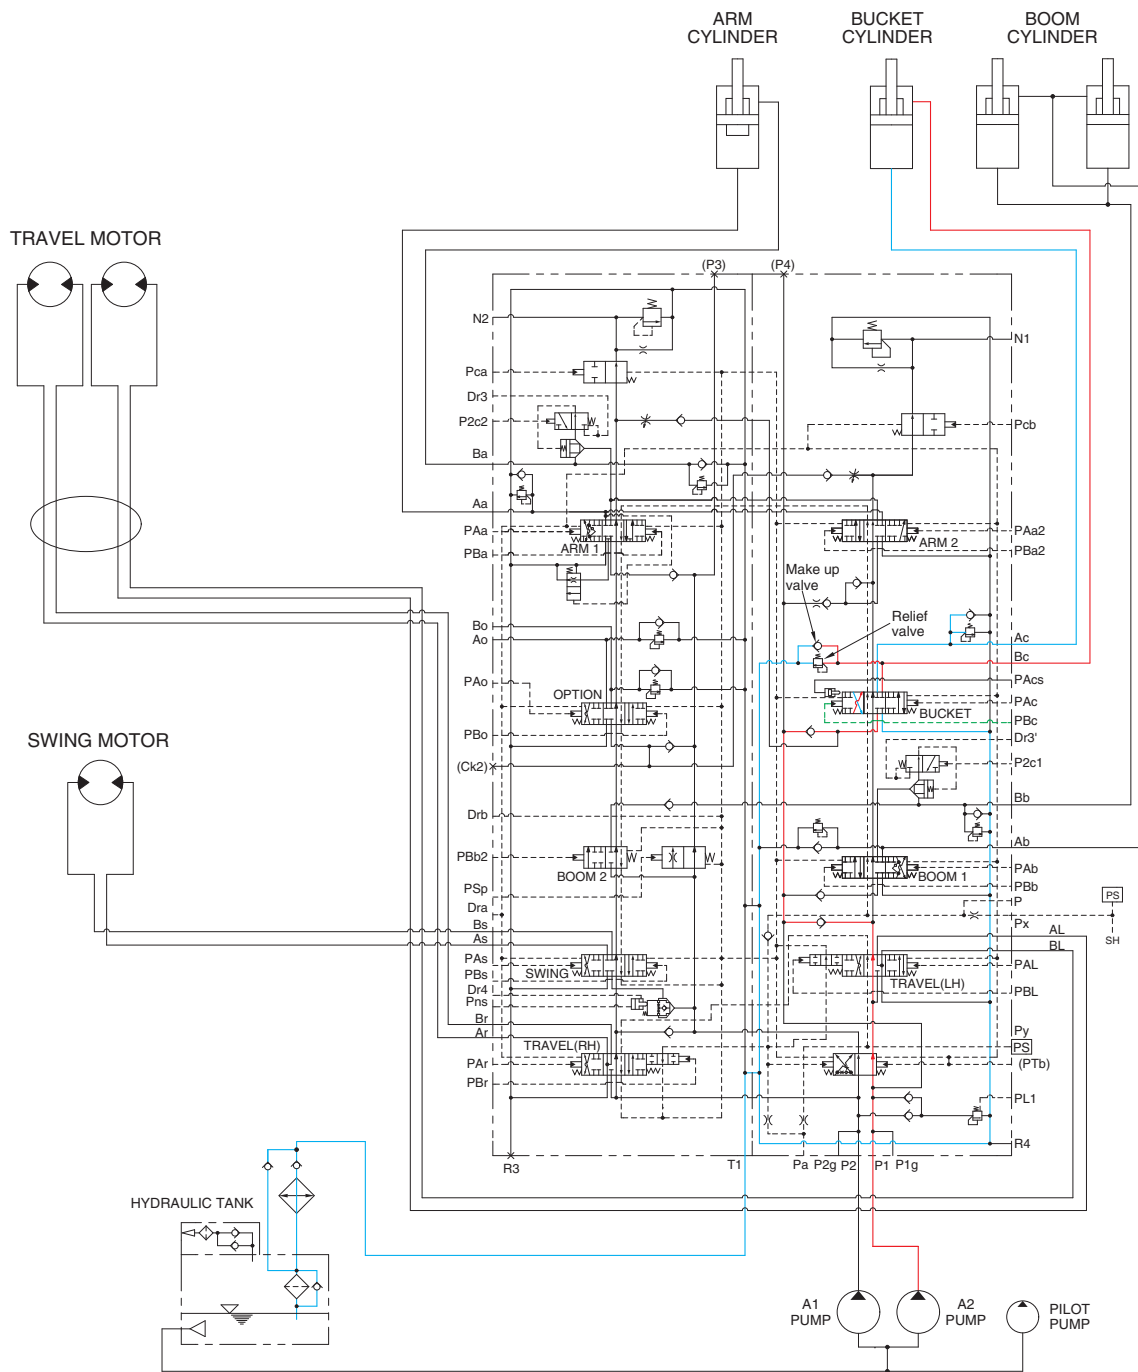 ARM
CYLINDER
BUCKET
CYLINDER
BOOM
CYLINDER
TRAVEL MOTOR
(P3)
(P4)
N2
N1
Pca
Dr3
P2c2
Pcb
Ba
Aa
PAa
ARM 1
PBa
ARM 2
PAa2
PBa2
Make up
valve
Relief
valve
Bo
Ao
Ac
Bc
PAo
OPTION
PAcs
PAc
BUCKET
PBc
PBo
Dr3'
SWING MOTOR
(Ck2)
P2c1
Bb
Drb
Ab
PBb2
BOOM 2
BOOM 1
PAb
PSp
PBb
Dra
P
PS
Bs
Px
AL
As
SH
BL
PAs
PAL
PBs
SWING
TRAVEL(LH)
Dr4
PBL
Pns
Br
Ar
Py
TRAVEL(RH)
PS
PAr
(PTb)
PBr
PL1
R4
R3
T1
Pa
P2g
P2
P1
P1g
HYDRAULIC TANK
A1
PUMP
A2
PUMP
PILOT
PUMP